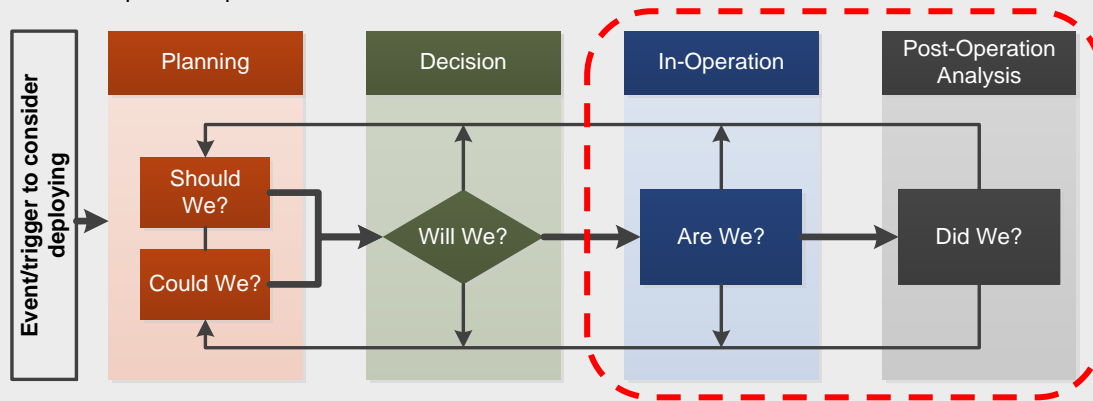 Event/trigger to consider
deploying
Planning
Decision
In-Operation
Post-Operation
Analysis
Should
We?
Could We?
Will We?
Are We?
Did We?